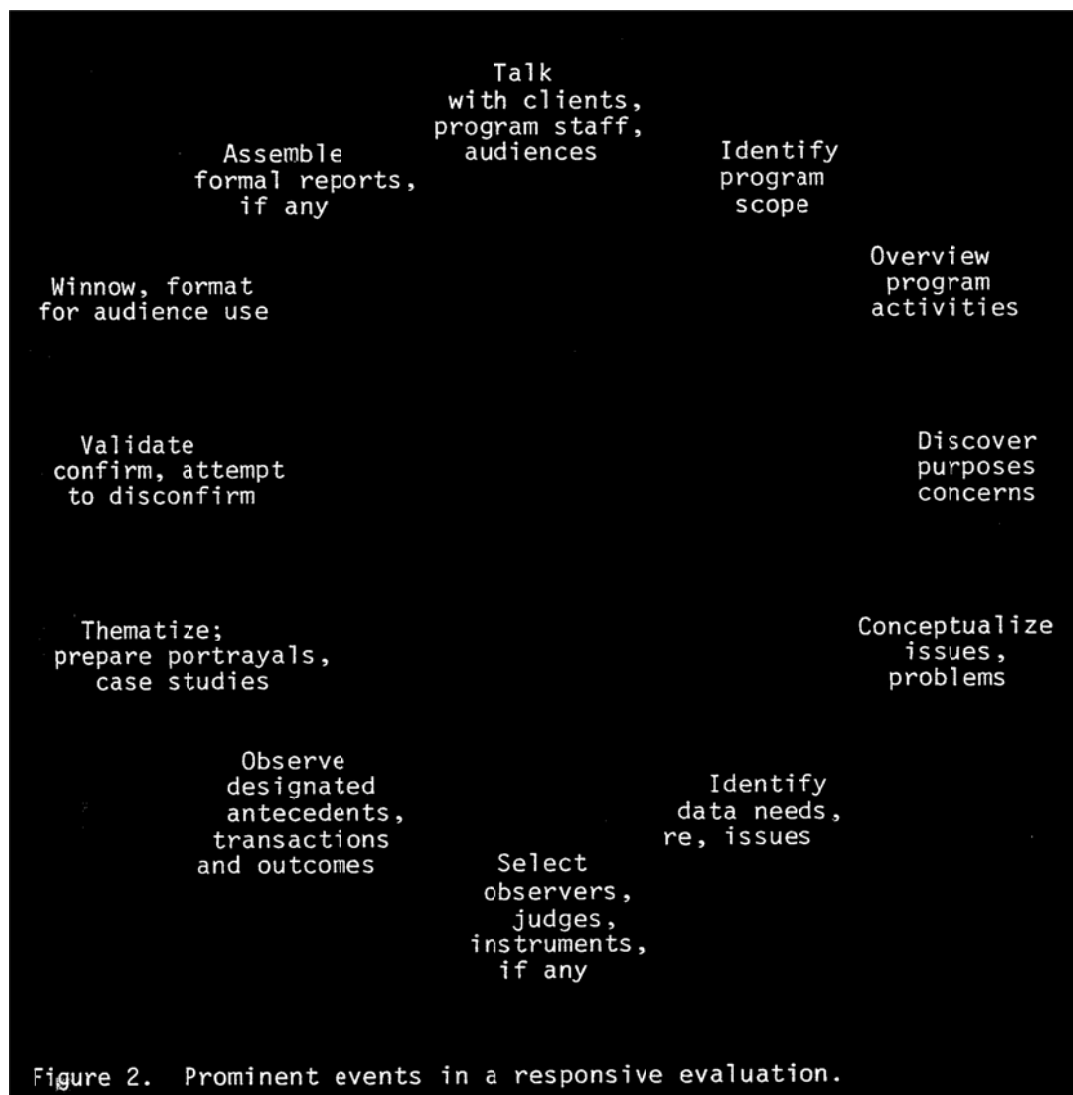 Talk
with clients,
program staff,
audiences
Identify
program
scope
Overview
program
activities
Discover
purposes
concerns
Conceptualize
issues,
problems
Identify
data needs,
re, issues
Select
observers,
judges,
instruments,
if any
Observe
designated
antecedents,
transactions
and outcomes
Thematize;
prepare portrayals,
case studies
Validate
confirm, attempt
to disconfirm
Winnow, format
for audience use
Assemble
formal reports,
if any
Figure 2. Prominent events in a responsive evaluation.